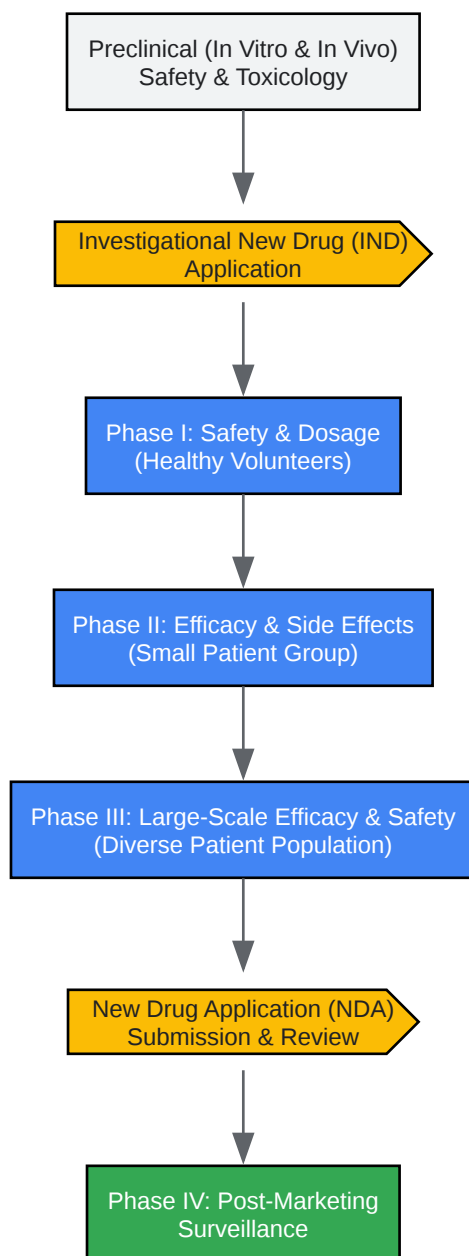 Preclinical (In Vitro & In Vivo)
Safety & Toxicology
Investigational New Drug (IND)
Application
Phase I: Safety & Dosage
(Healthy Volunteers)
Phase II: Efficacy & Side Effects
(Small Patient Group)
Phase III: Large-Scale Efficacy & Safety
(Diverse Patient Population)
New Drug Application (NDA)
Submission & Review
Phase IV: Post-Marketing
Surveillance